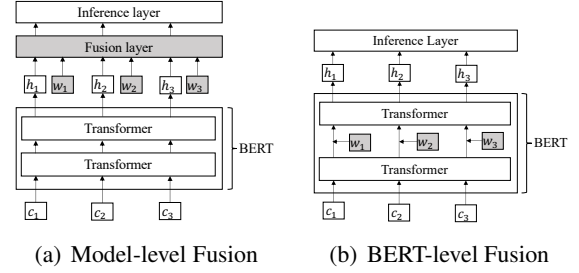 Inference layer
Fusion layer
h₁ w₁ h₂ w₂ h₃ w₃
Transformer
Transformer
BERT
c₁ c₂ c₃
(a) Model-level Fusion
Inference Layer
h₁ h₂ h₃
Transformer
w₁ w₂ w₃
Transformer
BERT
c₁ c₂ c₃
(b) BERT-level Fusion